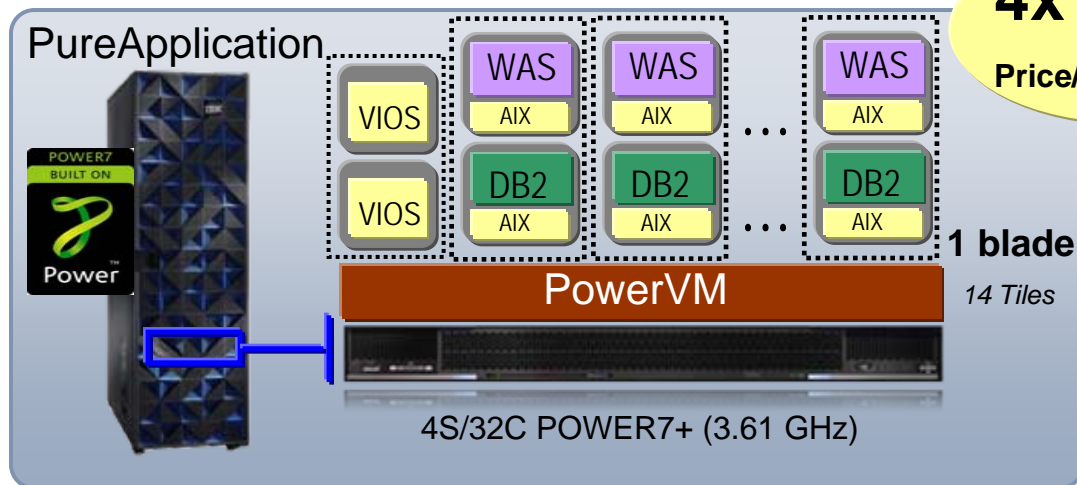 PureApplication
4x
Price/
VIOS
VIOS
WAS
AIX
DB2
AIX
WAS
AIX
DB2
AIX
...
...
WAS
AIX
DB2
AIX
POWER7
BUILT ON
Power™
1 blade
14 Tiles
PowerVM
4S/32C POWER7+ (3.61 GHz)